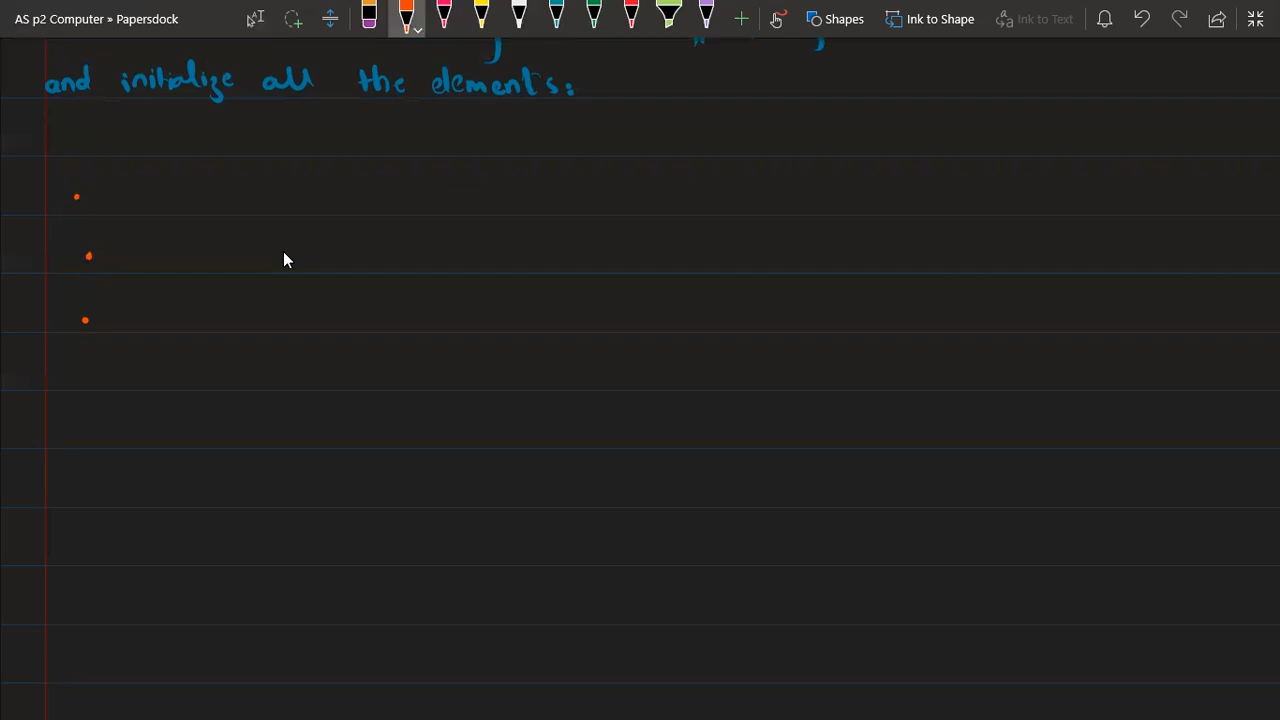 AS p2 Computer » Papersdock
Shapes
Ink to Shape
Ink to Text
and initialize all the elements: